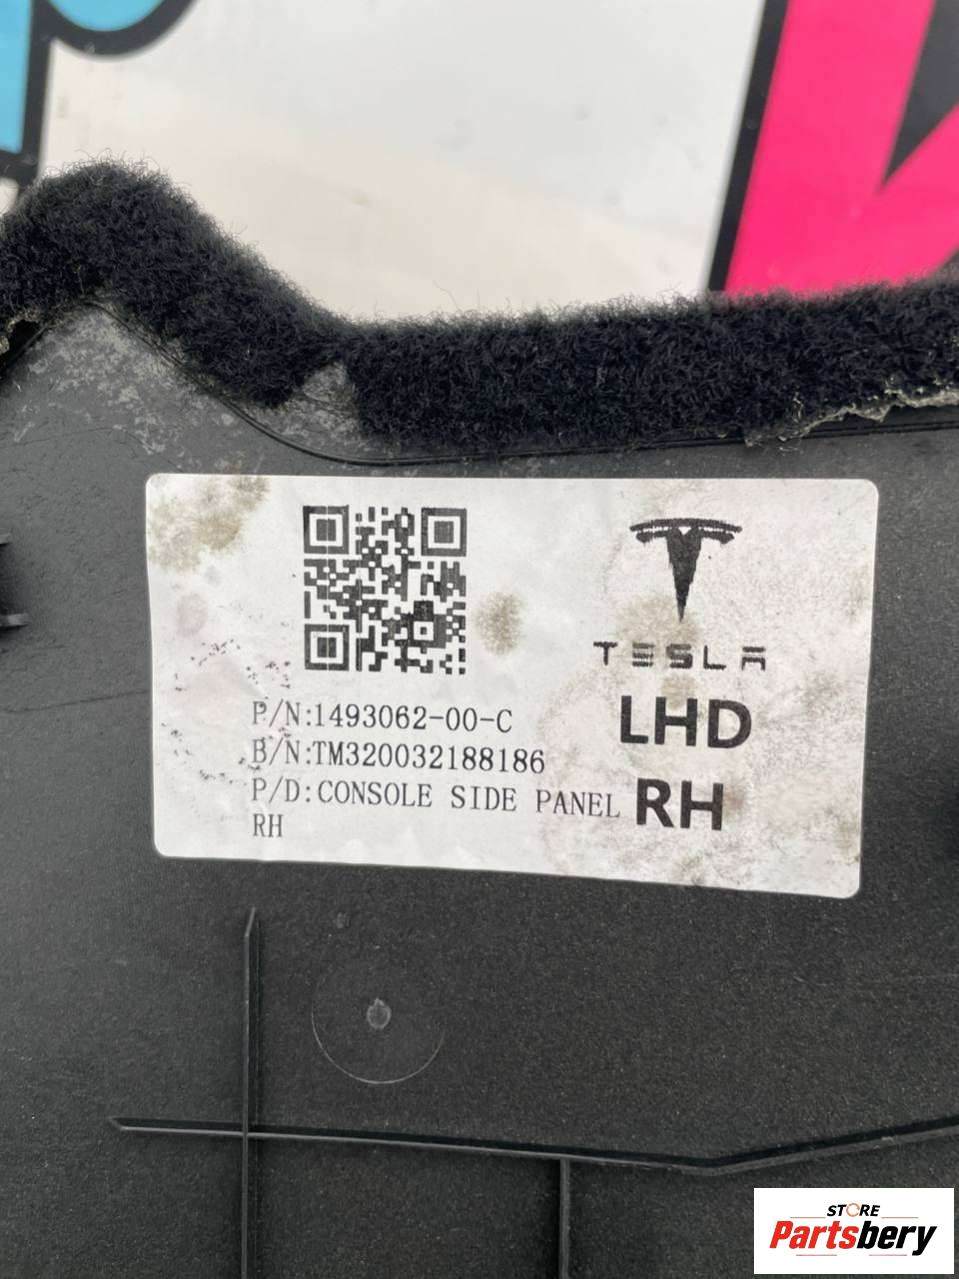 TESLA
LHD
P/N:1493062-00-C
B/N:TM320032188186
P/D:CONSOLE SIDE PANEL
RH
RH
STORE
Partsbery